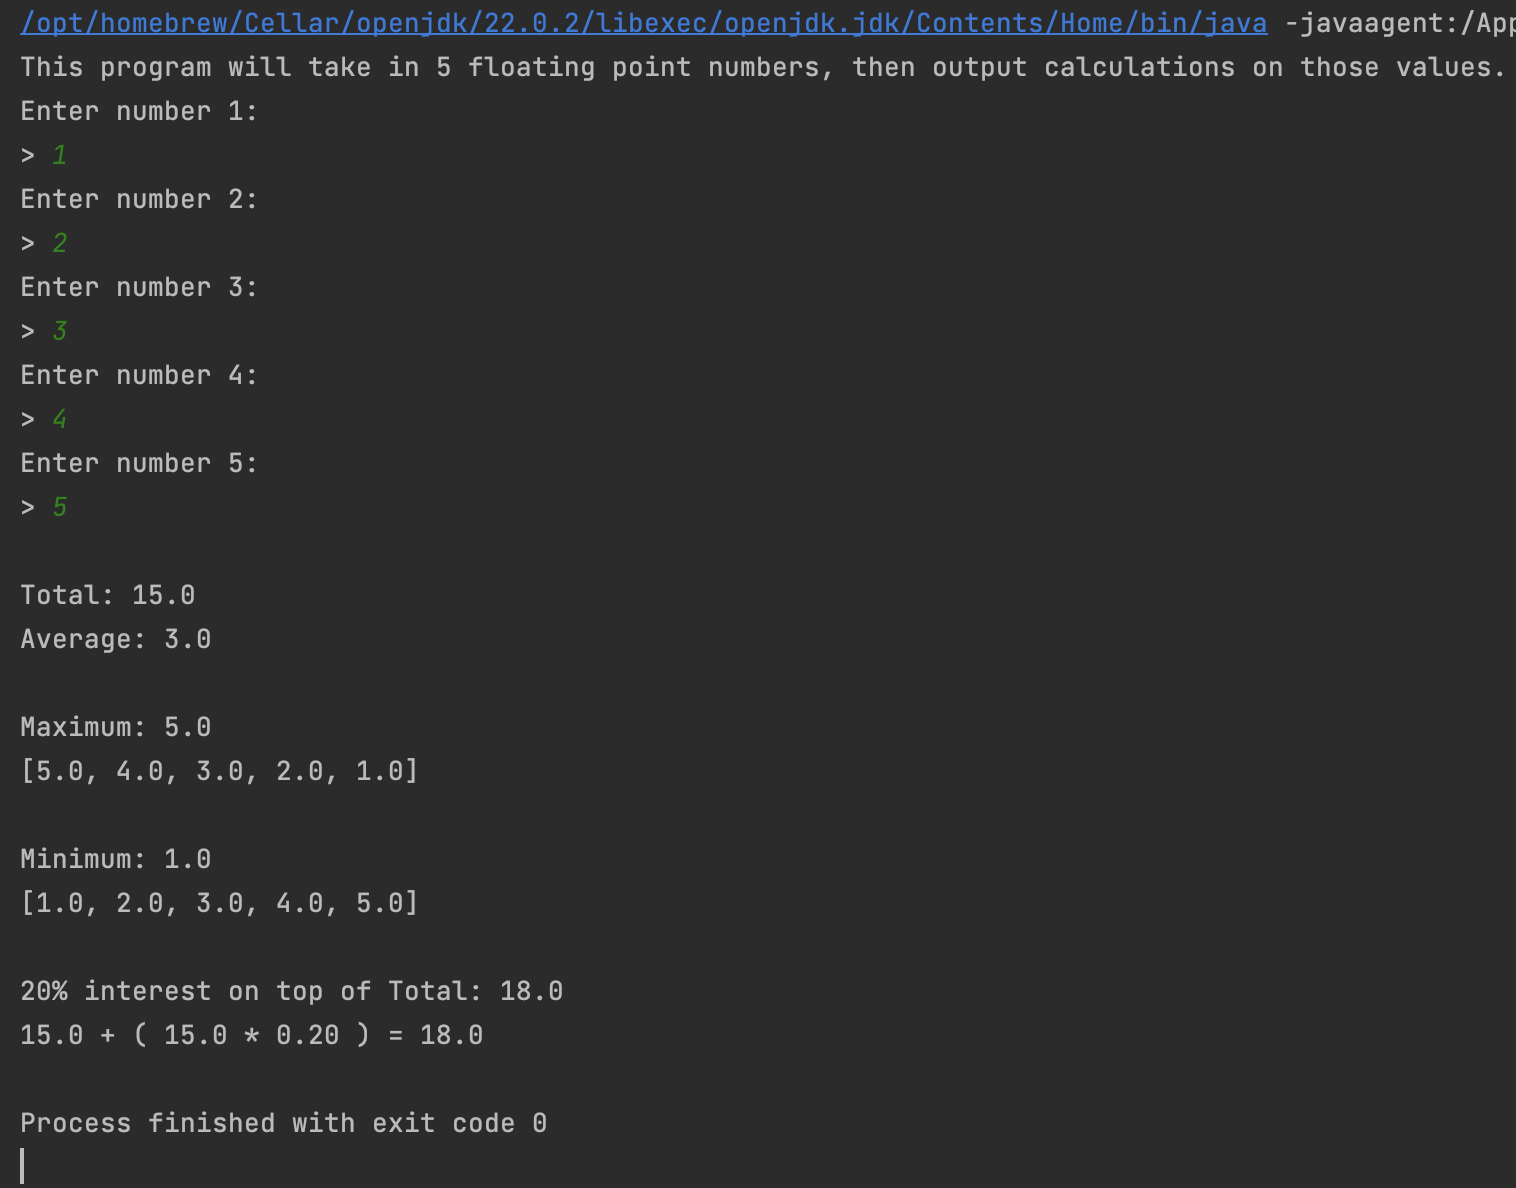 /opt/homebrew/Cellar/openjdk/22.0.2/libexec/openjdk.jdk/Contents/Home/bin/java -javaagent:/App
This program will take in 5 floating point numbers, then output calculations on those values.
Enter number 1:
> 1
Enter number 2:
> 2
Enter number 3:
> 3
Enter number 4:
> 4
Enter number 5:
> 5
Total: 15.0
Average: 3.0
Maximum: 5.0
[5.0, 4.0, 3.0, 2.0, 1.0]
Minimum: 1.0
[1.0, 2.0, 3.0, 4.0, 5.0]
20% interest on top of Total: 18.0
15.0 + ( 15.0 * 0.20 ) = 18.0
Process finished with exit code 0